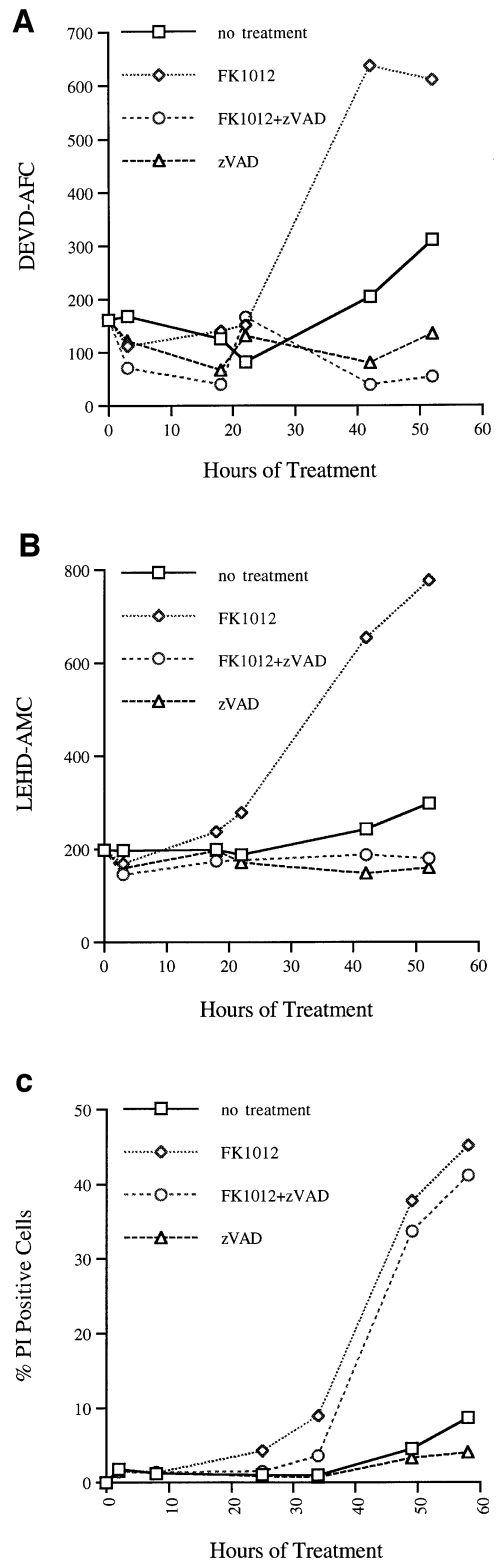 A
700
no treatment
600
FK1012
500
FK1012+zVAD
400
zVAD
DEVD-AFC
300
200
100
0
0 10 20 30 40 50 60
Hours of Treatment
B
800
no treatment
FK1012
600
FK1012+zVAD
zVAD
LEHD-AMC
400
200
0
0 10 20 30 40 50 60
Hours of Treatment
c
50
no treatment
FK1012
40
FK1012+zVAD
zVAD
30
% PI Positive Cells
20
10
0
0 10 20 30 40 50 60
Hours of Treatment